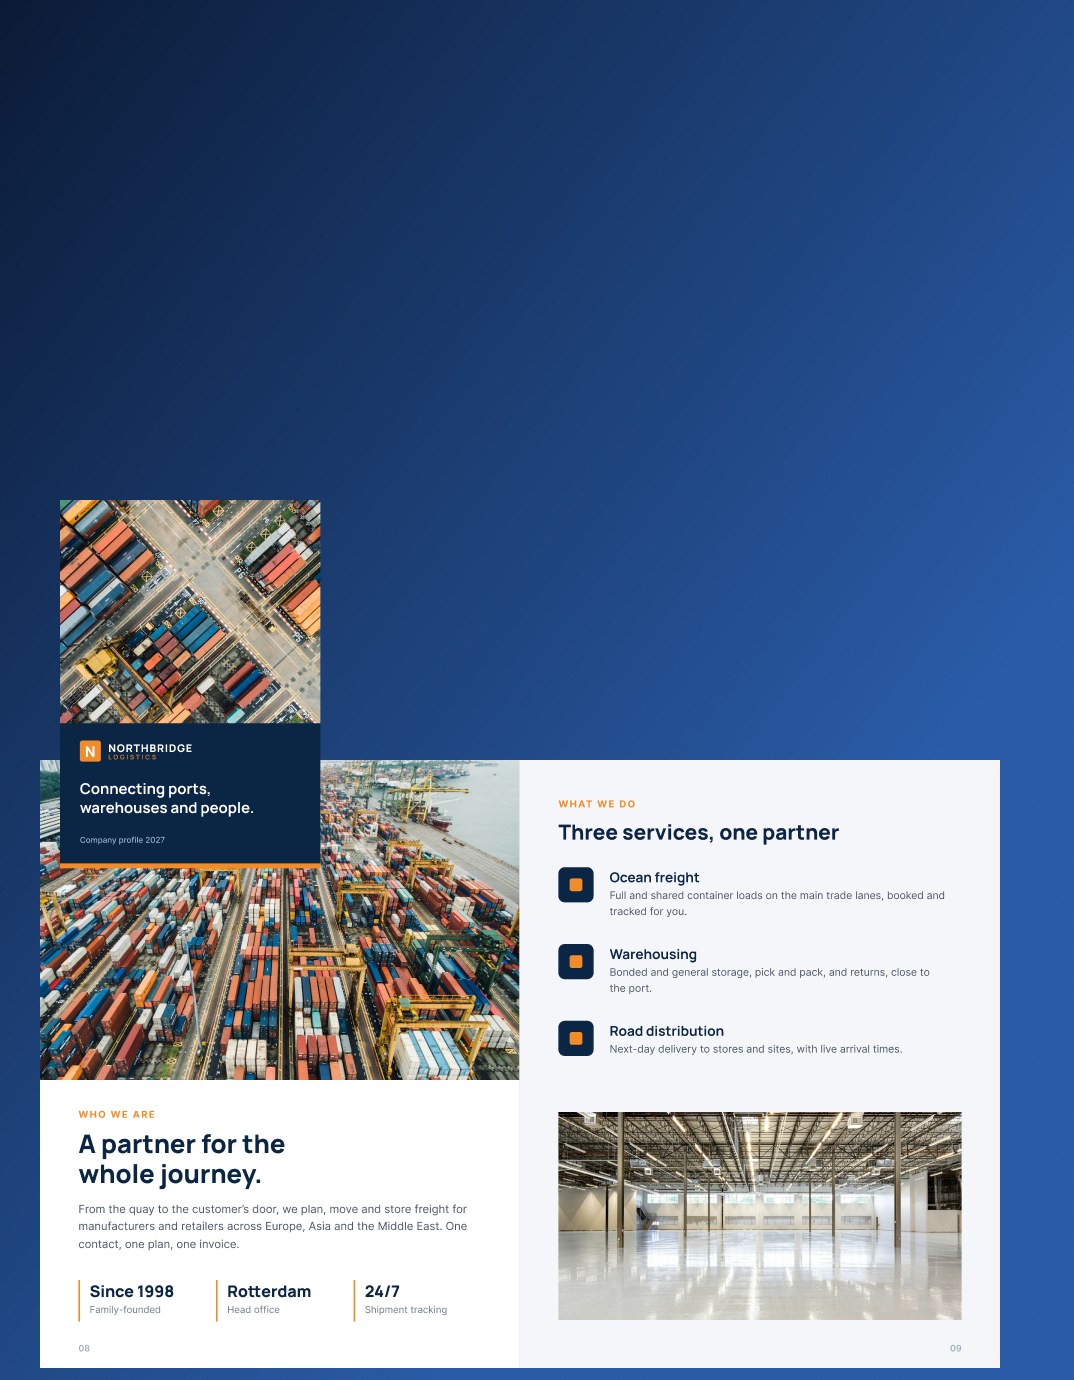 N
NORTHBRIDGE
LOGISTICS
Connecting ports,
warehouses and people.
Company profile 2027
WHO WE ARE
A partner for the
whole journey.
From the quay to the customer’s door, we plan, move and store freight for
manufacturers and retailers across Europe, Asia and the Middle East. One
contact, one plan, one invoice.
Since 1998
Family-founded
Rotterdam
Head office
24/7
Shipment tracking
08
WHAT WE DO
Three services, one partner
Ocean freight
Full and shared container loads on the main trade lanes, booked and
tracked for you.
Warehousing
Bonded and general storage, pick and pack, and returns, close to
the port.
Road distribution
Next-day delivery to stores and sites, with live arrival times.
09